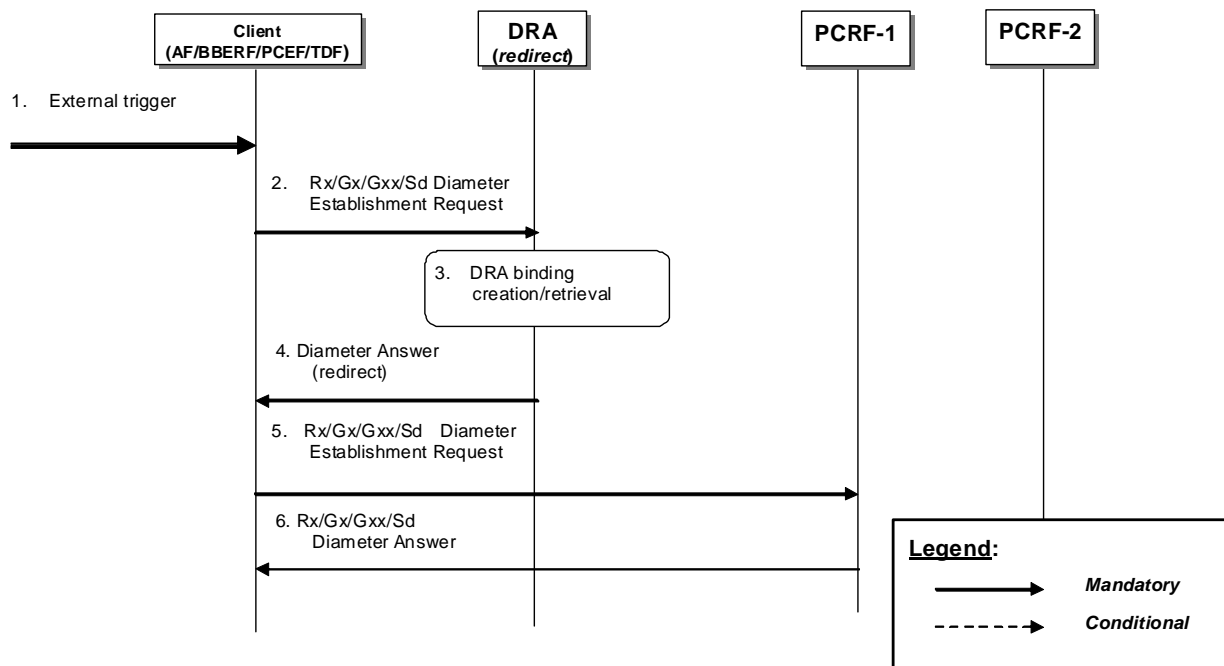 Client
(AF/BBERF/PCEF/TDF)
DRA
(redirect)
PCRF-1
PCRF-2
1. External trigger
2. Rx/Gx/Gxx/Sd Diameter
Establishment Request
3. DRA binding
creation/retrieval
4. Diameter Answer
(redirect)
5. Rx/Gx/Gxx/Sd Diameter
Establishment Request
6. Rx/Gx/Gxx/Sd
Diameter Answer
Legend:
Mandatory
Conditional